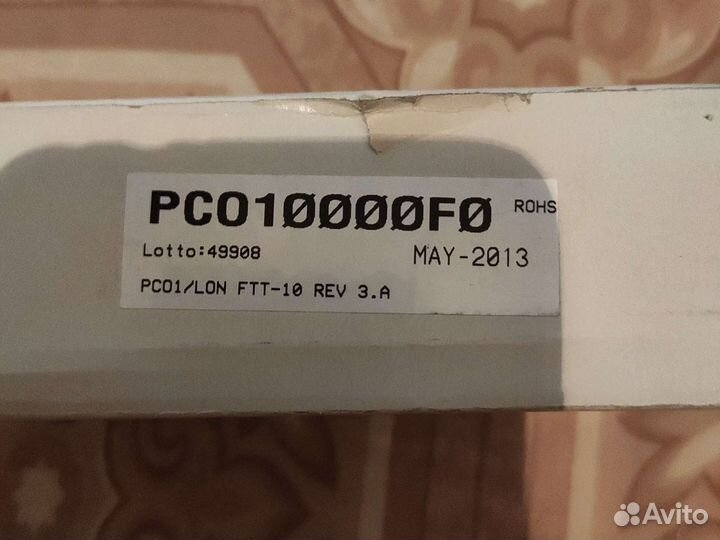 PCO10000F0 ROHS
Lotto:49908 MAY-2013
PCO1/LON FTT-10 REV 3.A
Avito